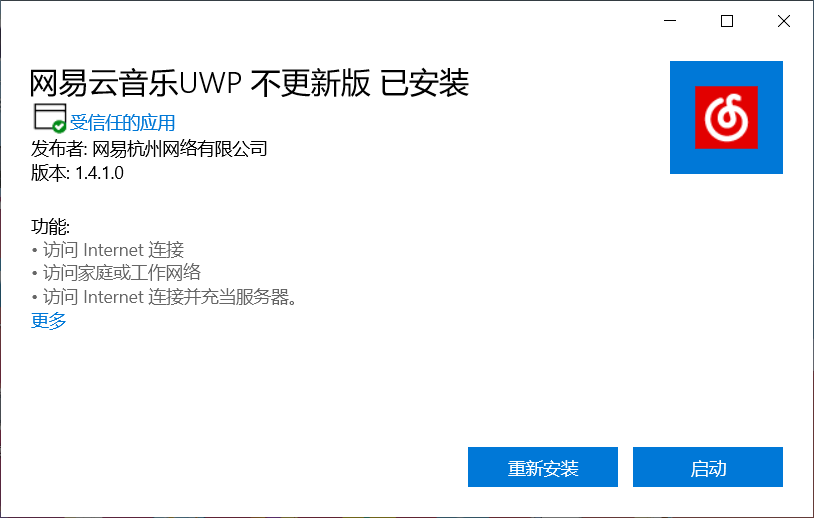 网易云音乐UWP 不更新版 已安装
受信任的应用
发布者: 网易杭州网络有限公司
版本: 1.4.1.0
功能:
• 访问 Internet 连接
• 访问家庭或工作网络
• 访问 Internet 连接并充当服务器。
更多
重新安装
启动